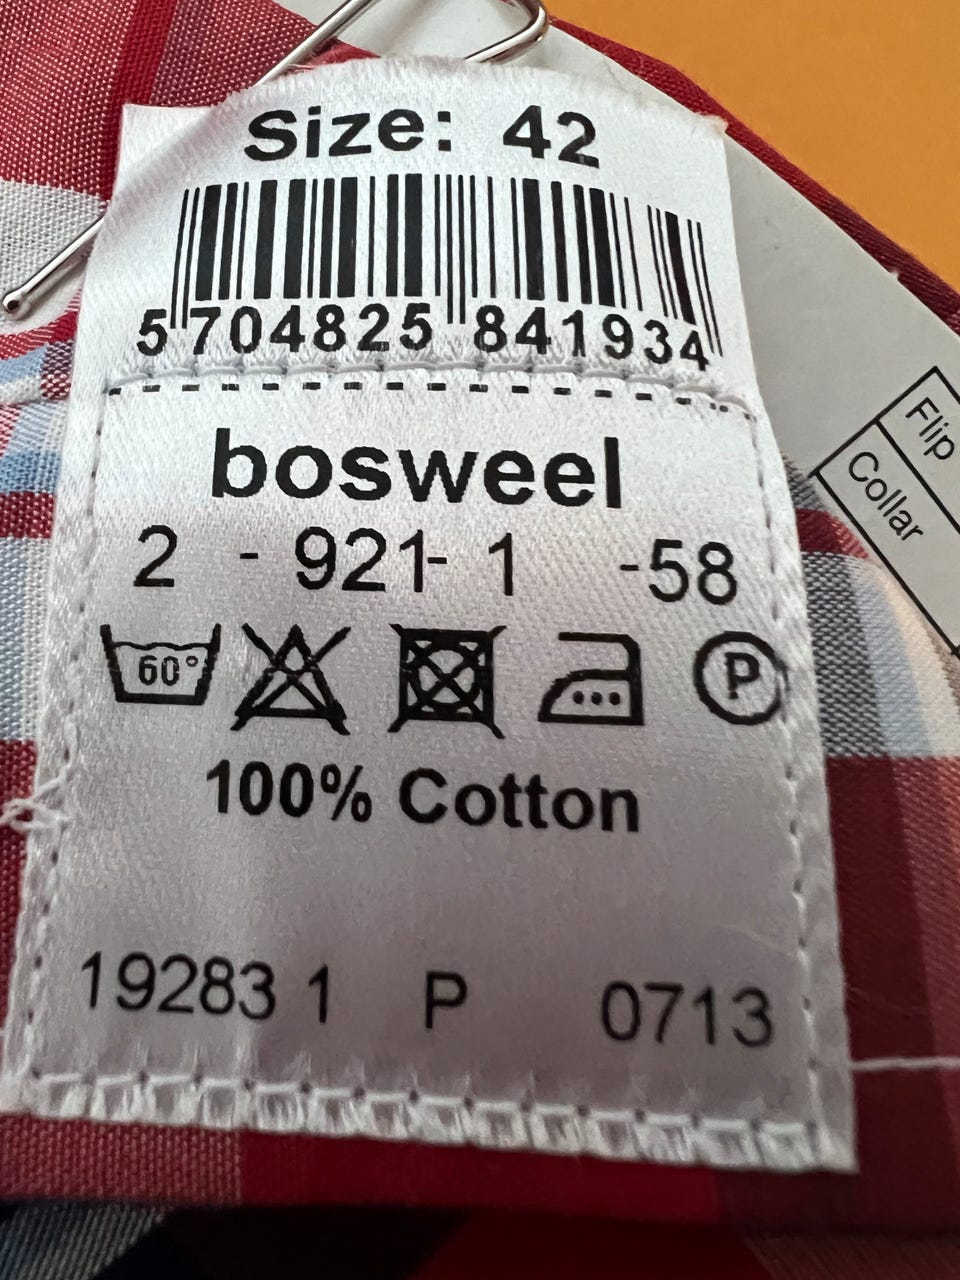 Size: 42
5 704825 841934
bosweel
2 - 921- 1 -58
60°
P
100% Cotton
19283 1 P 0713
Flip
Collar